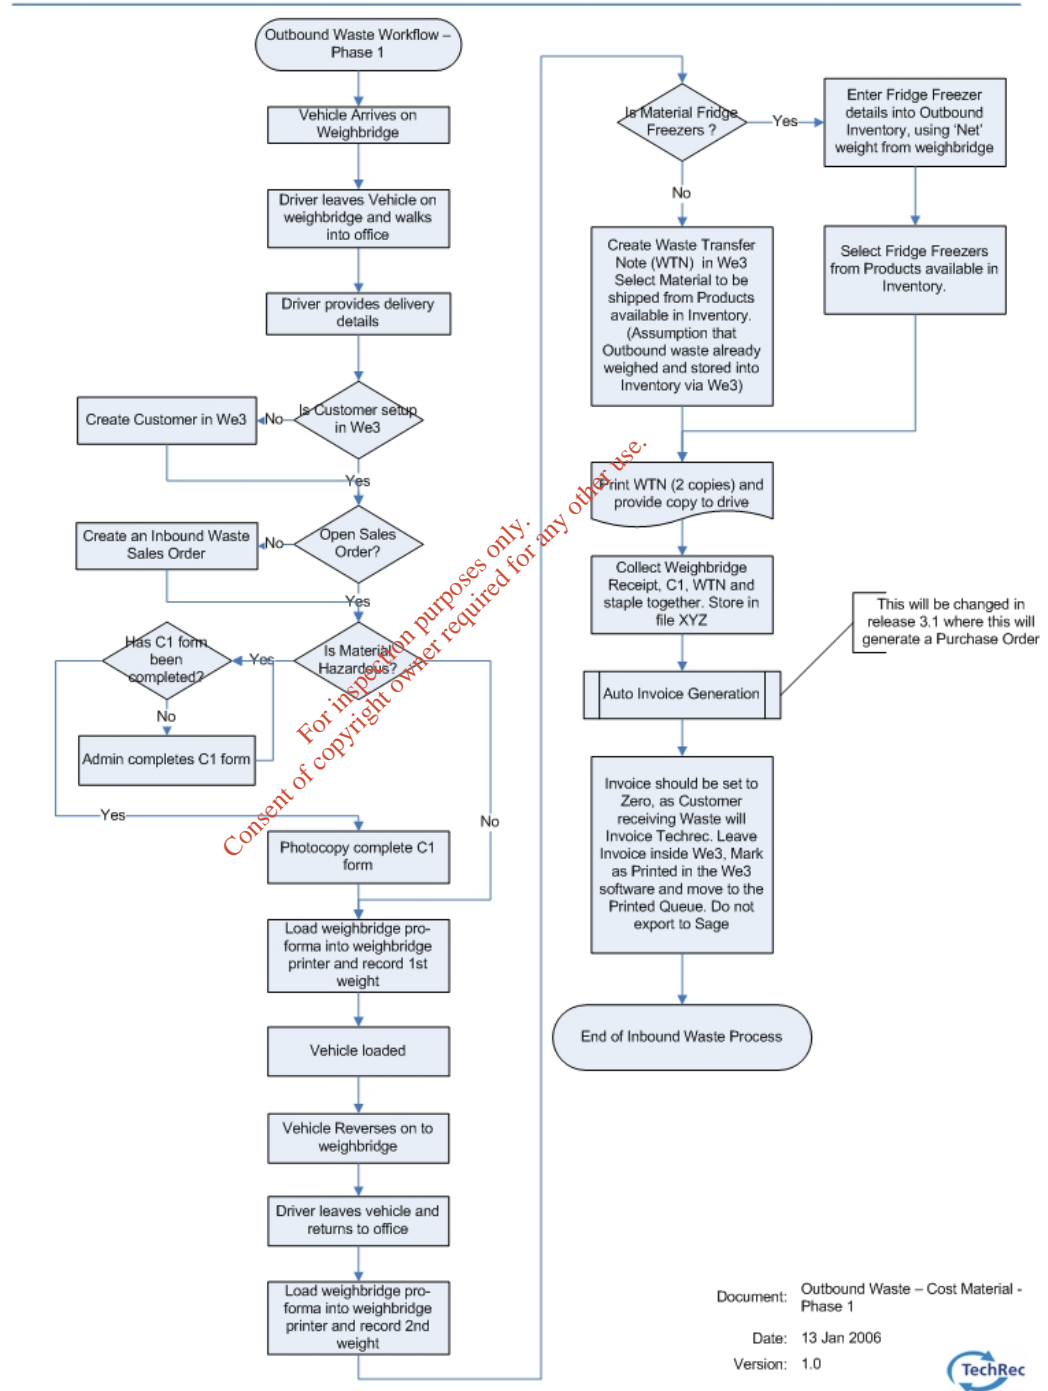 Outbound Waste Workflow –
Phase 1
Vehicle Arrives on
Weighbridge
Driver leaves Vehicle on
weighbridge and walks
into office
Driver provides delivery
details
Is Customer setup
in We3
No
Create Customer in We3
Yes
Open Sales
Order?
No
Create an Inbound Waste
Sales Order
Yes
Is Material
Hazardous?
Yes
Has C1 form
been
completed?
No
Admin completes C1 form
Yes
No
Photocopy complete C1
form
Load weighbridge pro-
forma into weighbridge
printer and record 1st
weight
Vehicle loaded
Vehicle Reverses on to
weighbridge
Driver leaves vehicle and
returns to office
Load weighbridge pro-
forma into weighbridge
printer and record 2nd
weight
Is Material Fridge
Freezers ?
Yes
Enter Fridge Freezer
details into Outbound
Inventory, using ‘Net’
weight from weighbridge
Select Fridge Freezers
from Products available in
Inventory.
No
Create Waste Transfer
Note (WTN)  in We3
Select Material to be
shipped from Products
available in Inventory.
(Assumption that
Outbound waste already
weighed and stored into
Inventory via We3)
Print WTN (2 copies) and
provide copy to drive
Collect Weighbridge
Receipt, C1, WTN and
staple together. Store in
file XYZ
Auto Invoice Generation
This will be changed in
release 3.1 where this will
generate a Purchase Order
Invoice should be set to
Zero, as Customer
receiving Waste will
Invoice Techrec. Leave
Invoice inside We3, Mark
as Printed in the We3
software and move to the
Printed Queue. Do not
export to Sage
End of Inbound Waste Process
For inspection purposes only.
Consent of copyright owner required for any other use.
Document: Outbound Waste – Cost Material -
Phase 1
Date: 13 Jan 2006
Version: 1.0
TechRec